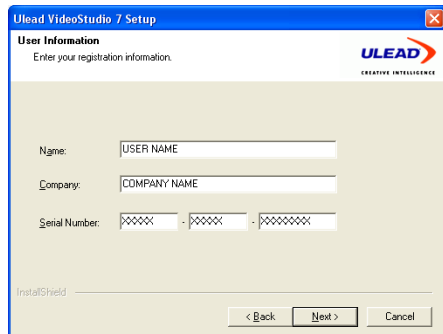 Ulead VideoStudio 7 Setup
User Information
Enter your registration information.
ULEAD
CREATIVE INTELLIGENCE
Name: USER NAME
Company: COMPANY NAME
Serial Number: XXXXX - XXXXX - XXXXXXXX
InstallShield
< Back Next > Cancel